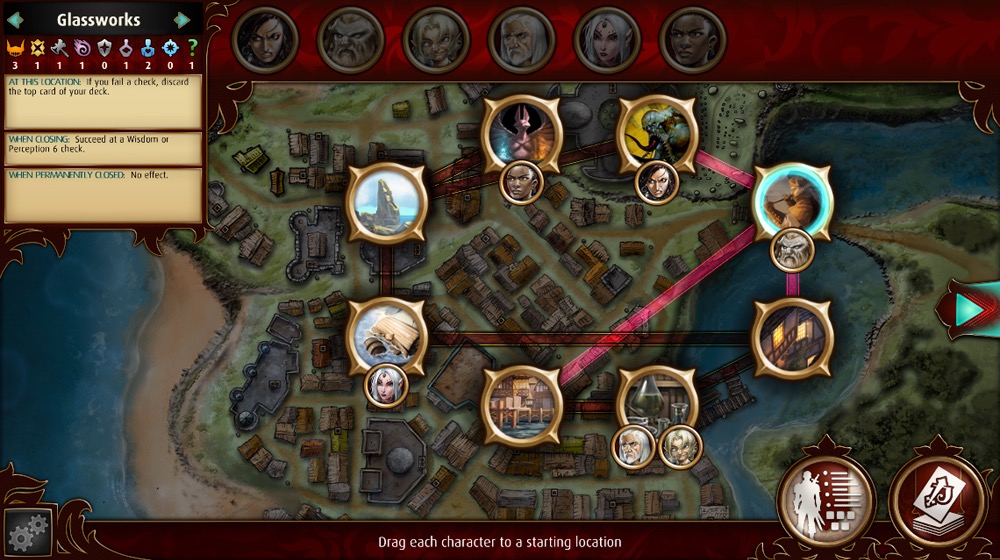 Glassworks
?
3 1 1 1 0 1 2 0 1
AT THIS LOCATION: If you fail a check, discard
the top card of your deck.
WHEN CLOSING: Succeed at a Wisdom or
Perception 6 check.
WHEN PERMANENTLY CLOSED: No effect.
Drag each character to a starting location